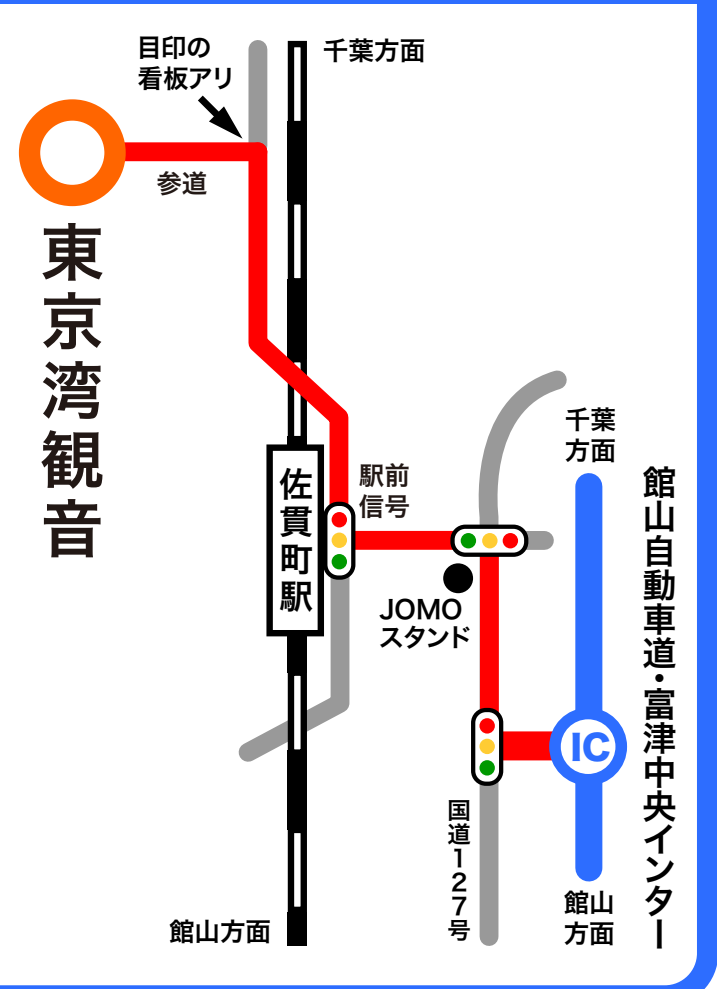 目印の
看板アリ
千葉方面
参道
東京湾観音
佐貫町駅
駅前
信号
JOMO
スタンド
千葉
方面
館山自動車道・富津中央インター
IC
国道127号
館山
方面
館山方面